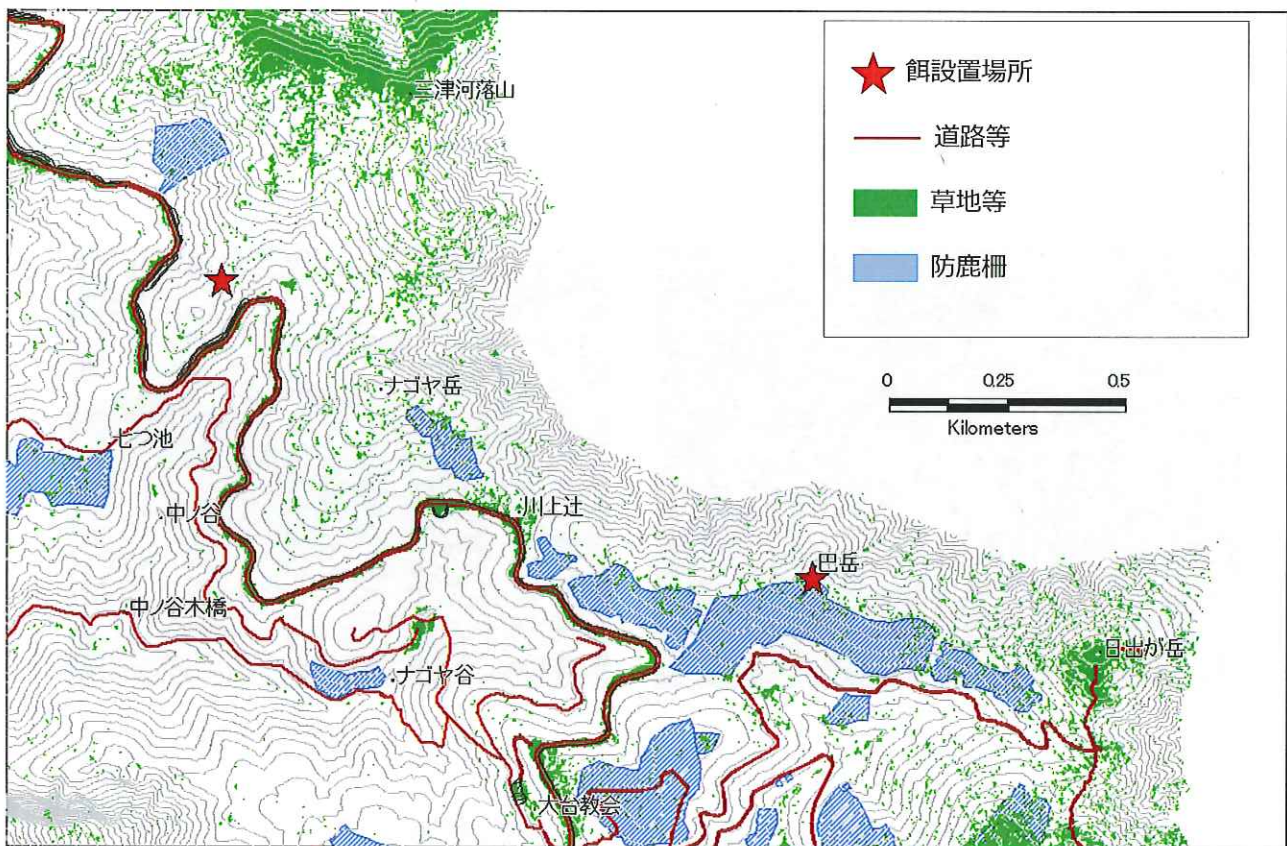 三津河落山
餌設置場所
道路等
草地等
防鹿柵
0 0.25 0.5
Kilometers
ナゴヤ岳
七つ池
中ノ谷
川上辻
巴岳
中ノ谷木橋
日出が岳
ナゴヤ谷
大台教会